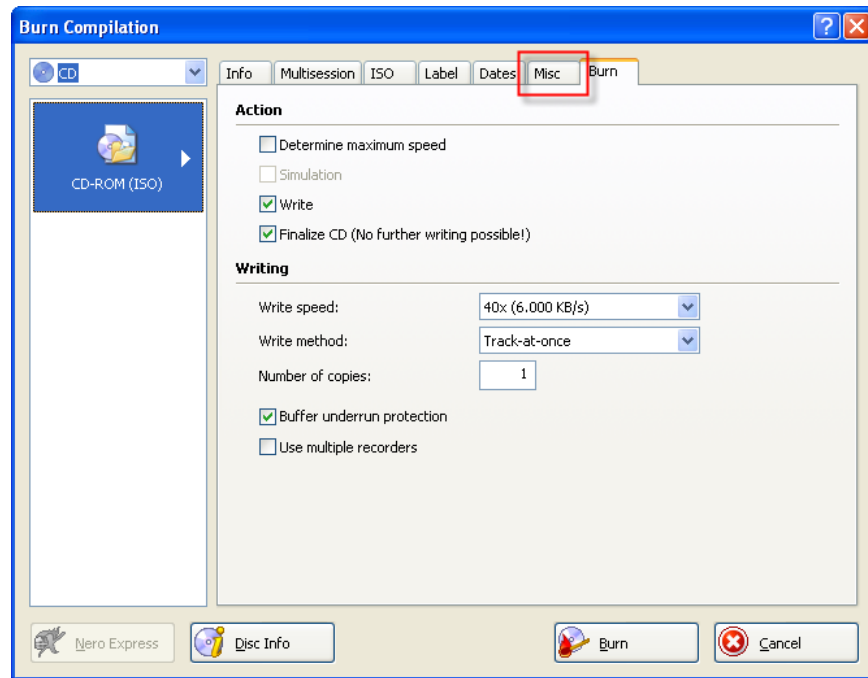 Burn Compilation
CD
CD-ROM (ISO)
Info Multisession ISO Label Dates Misc Burn
Action
Determine maximum speed
Simulation
Write
Finalize CD (No further writing possible!)
Writing
Write speed: 40x (6.000 KB/s)
Write method: Track-at-once
Number of copies: 1
Buffer underrun protection
Use multiple recorders
Nero Express Disc Info Burn Cancel